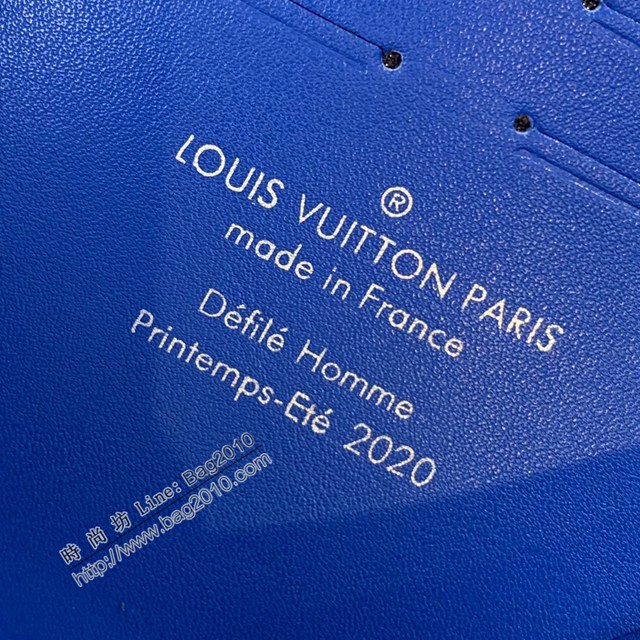 ®
LOUIS VUITTON PARIS
made in France
Défilé Homme
Printemps-Eté 2020
時尚坊 Line: Bag2010
http://www.bag2010.com